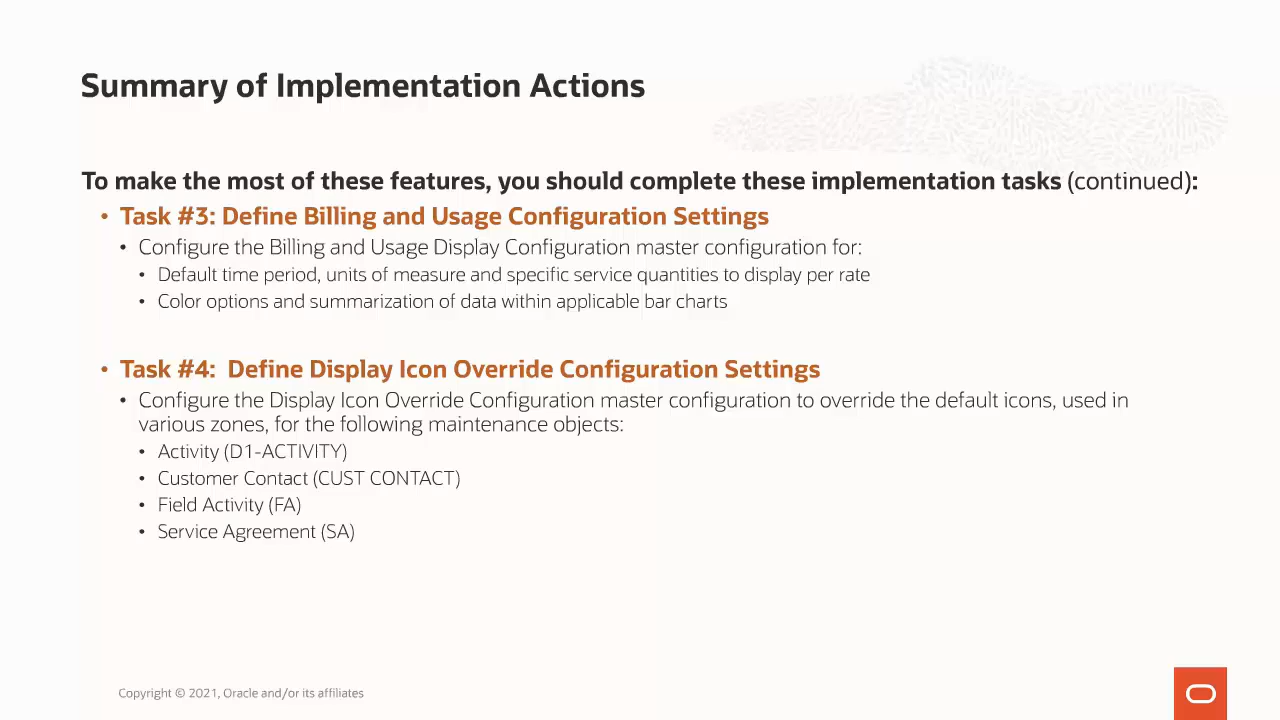 Summary of Implementation Actions
To make the most of these features, you should complete these implementation tasks (continued):
• Task #3: Define Billing and Usage Configuration Settings
• Configure the Billing and Usage Display Configuration master configuration for:
• Default time period, units of measure and specific service quantities to display per rate
• Color options and summarization of data within applicable bar charts
• Task #4:  Define Display Icon Override Configuration Settings
• Configure the Display Icon Override Configuration master configuration to override the default icons, used in
various zones, for the following maintenance objects:
• Activity (D1-ACTIVITY)
• Customer Contact (CUST CONTACT)
• Field Activity (FA)
• Service Agreement (SA)
Copyright © 2021, Oracle and/or its affiliates